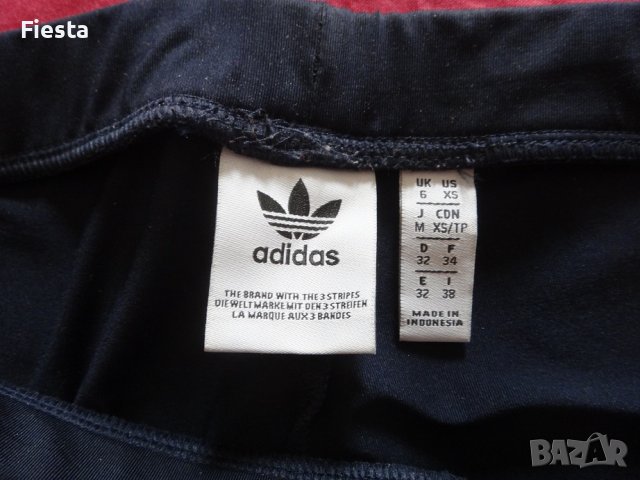 Fiesta
adidas
THE BRAND WITH THE 3 STRIPES
DIE WELTMARKE MIT DEN 3 STREIFEN
LA MARQUE AUX 3 BANDES
UK US
6 XS
J CDN
M XS/TP
D F
32 34
E I
32 38
MADE IN
INDONESIA
BAZAR